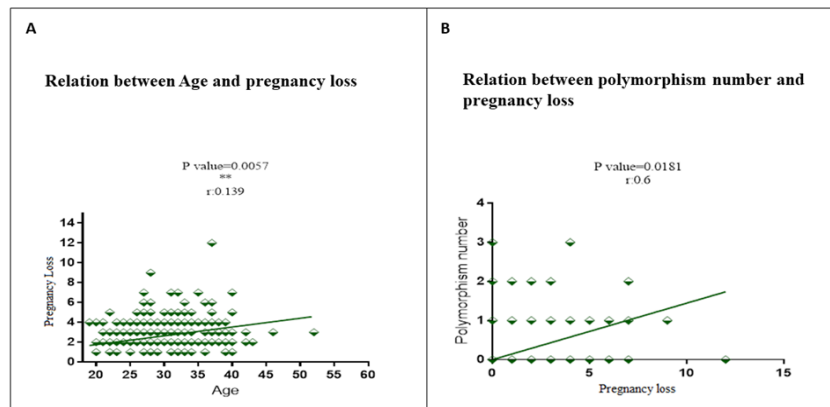 A
Relation between Age and pregnancy loss
P value=0.0057
**
r:0.139
14
12
10
8
6
4
2
0
Pregnancy Loss
20 25 30 35 40 45 50 55 60
Age
B
Relation between polymorphism number and
pregnancy loss
P value=0.0181
r:0.6
4
3
2
1
0
Polymorphism number
0 5 10 15
Pregnancy loss